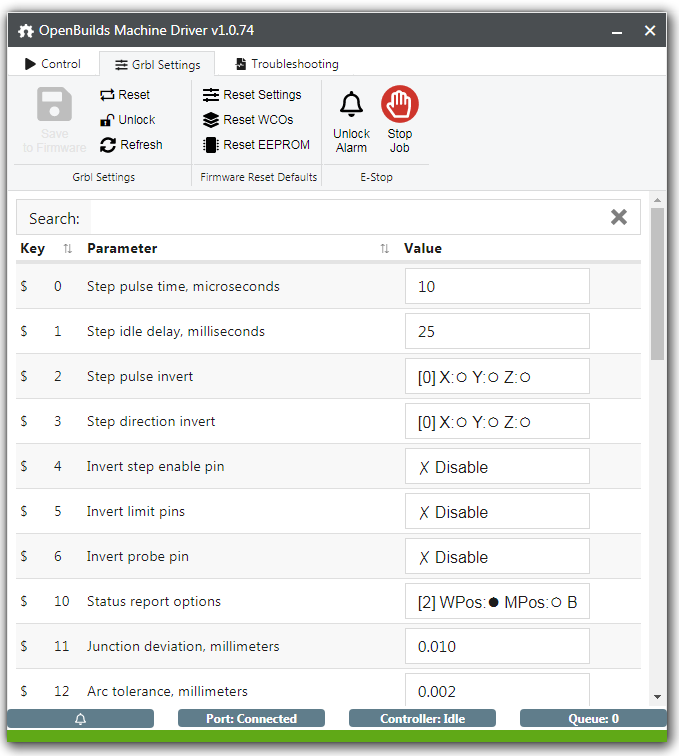 OpenBuilds Machine Driver v1.0.74
Control Grbl Settings Troubleshooting
Save
to Firmware
Reset
Unlock
Refresh
Grbl Settings
Reset Settings
Reset WCOs
Reset EEPROM
Firmware Reset Defaults
Unlock
Alarm
Stop
Job
E-Stop
Search:
Key Parameter Value
$ 0 Step pulse time, microseconds 10
$ 1 Step idle delay, milliseconds 25
$ 2 Step pulse invert [0] X:○ Y:○ Z:○
$ 3 Step direction invert [0] X:○ Y:○ Z:○
$ 4 Invert step enable pin ✗ Disable
$ 5 Invert limit pins ✗ Disable
$ 6 Invert probe pin ✗ Disable
$ 10 Status report options [2] WPos:● MPos:○ B
$ 11 Junction deviation, millimeters 0.010
$ 12 Arc tolerance, millimeters 0.002
Port: Connected Controller: Idle Queue: 0